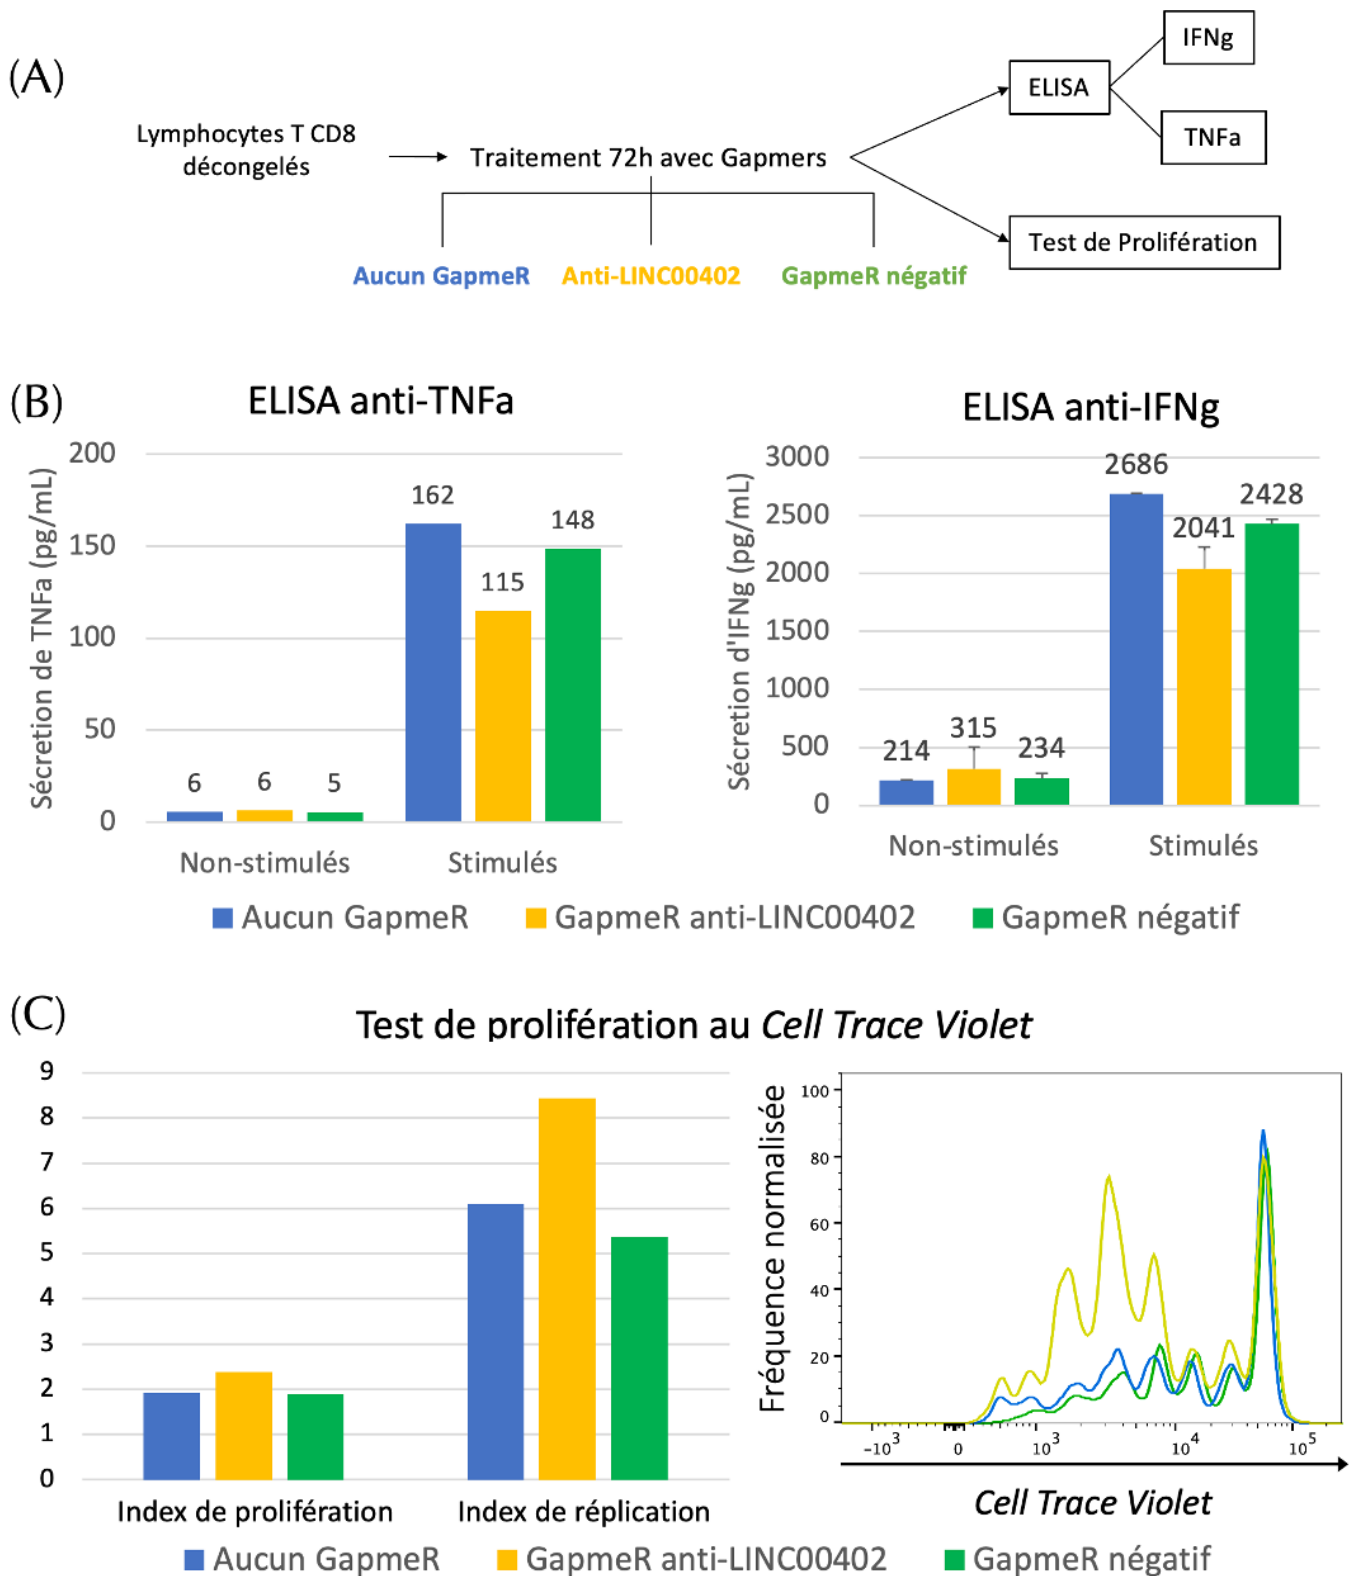 (A)
Lymphocytes T CD8
décongelés
Traitement 72h avec Gapmers
Aucun GapmeR
Anti-LINC00402
GapmeR négatif
ELISA
IFNg
TNFa
Test de Prolifération
(B)
ELISA anti-TNFa
Sécretion de TNFa (pg/mL)
200
150
100
50
0
6
6
5
162
115
148
Non-stimulés
Stimulés
ELISA anti-IFNg
Sécretion d'IFNg (pg/mL)
3000
2500
2000
1500
1000
500
0
214
315
234
2686
2041
2428
Non-stimulés
Stimulés
Aucun GapmeR
GapmeR anti-LINC00402
GapmeR négatif
(C)
Test de prolifération au Cell Trace Violet
9
8
7
6
5
4
3
2
1
0
Index de prolifération
Index de réplication
Fréquence normalisée
100
80
60
40
20
0
-10³
0
10³
10⁴
10⁵
Cell Trace Violet
Aucun GapmeR
GapmeR anti-LINC00402
GapmeR négatif